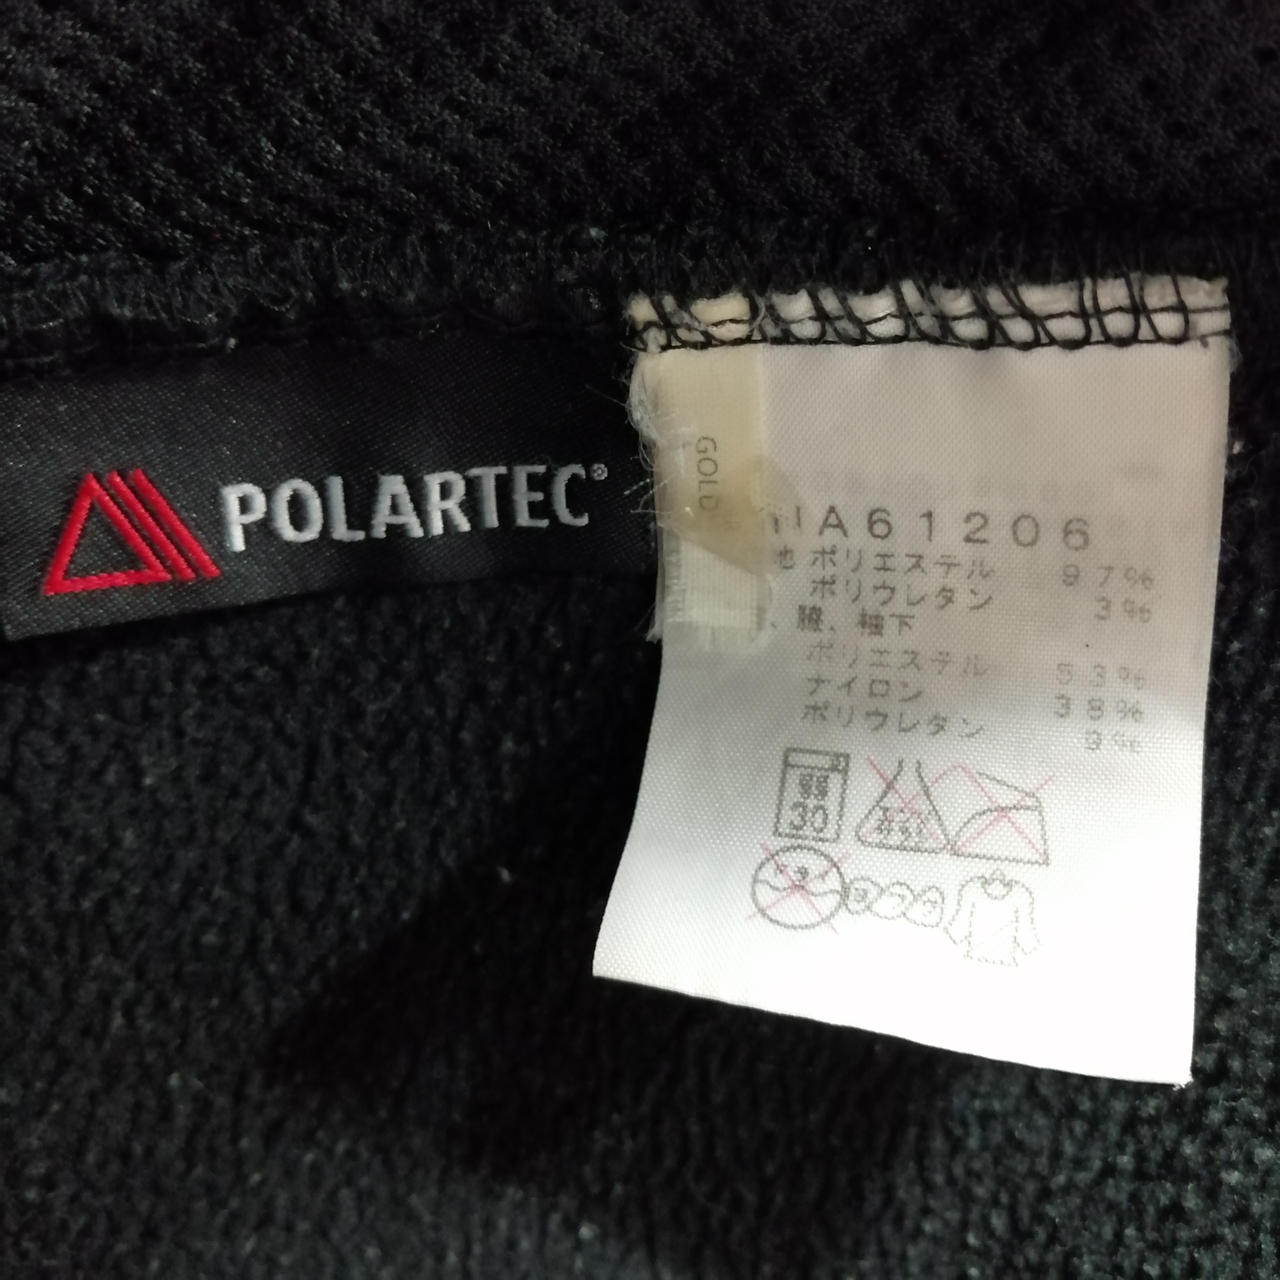 POLARTEC®
GOLD
A61206
地 ポリエステル 97%
ポリウレタン 3%
、脇、袖下
ポリエステル 53%
ナイロン 38%
ポリウレタン 9%
30